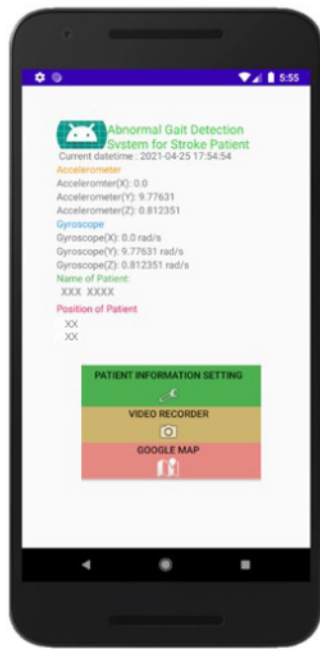 5:55
Abnormal Gait Detection
System for Stroke Patient
Current datetime : 2021-04-25 17:54:54
Accelerometer
Acceleromter(X): 0.0
Accelerometer(Y): 9.77631
Accelerometer(Z): 0.812351
Gyroscope
Gyroscope(X): 0.0 rad/s
Gyroscope(Y): 9.77631 rad/s
Gyroscope(Z): 0.812351 rad/s
Name of Patient:
XXX XXXX
Position of Patient
XX
XX
PATIENT INFORMATION SETTING
VIDEO RECORDER
GOOGLE MAP